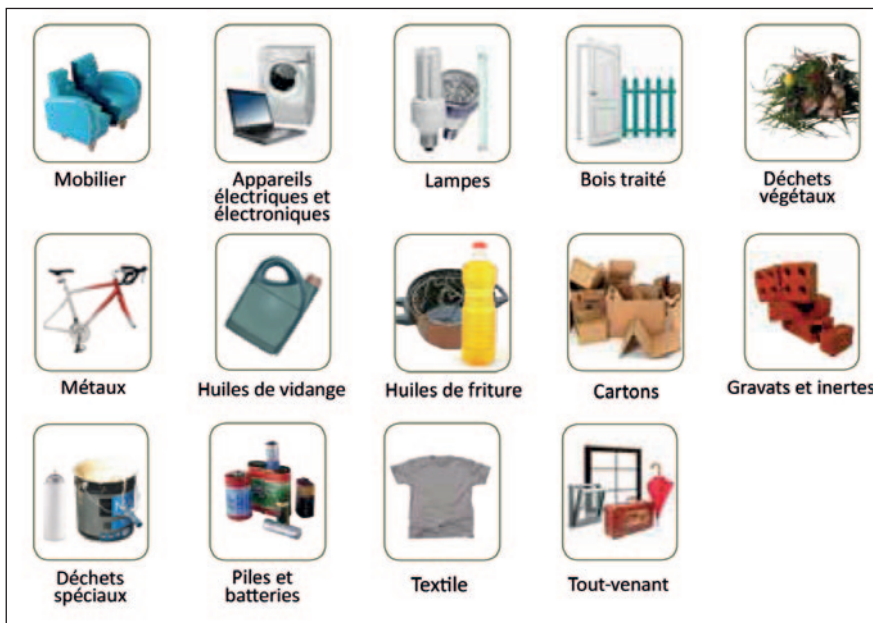 Mobilier
Appareils
électriques et
électroniques
Lampes
Bois traité
Déchets
végétaux
Métaux
Huiles de vidange
Huiles de friture
Cartons
Gravats et inertes
Déchets
spéciaux
Piles et
batteries
Textile
Tout-venant